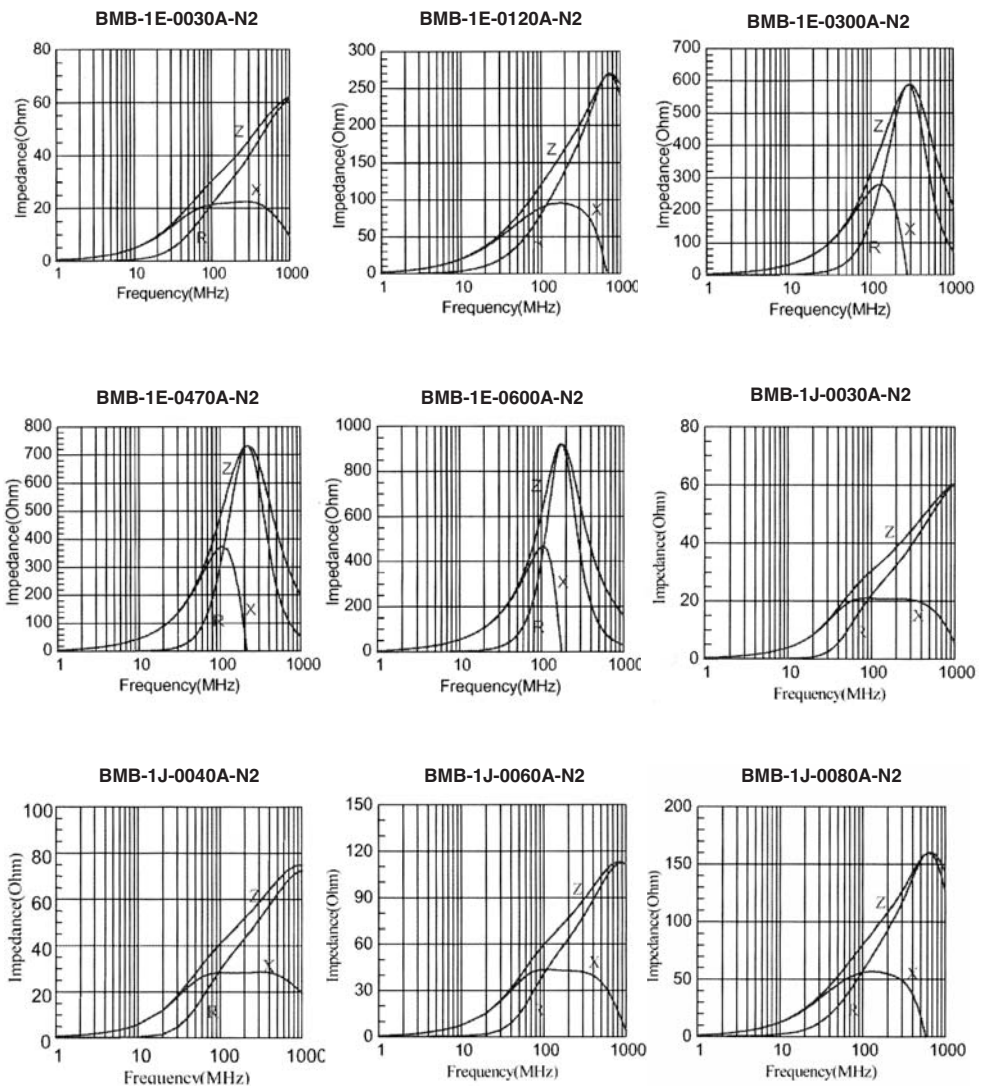 BMB-1E-0030A-N2
80
60
40
20
0
Impedance(Ohm)
Z
X
R
1 10 100 1000
Frequency(MHz)
BMB-1E-0120A-N2
300
250
200
150
100
50
0
Impedance(Ohm)
Z
X
1 10 100 1000
Frequency(MHz)
BMB-1E-0300A-N2
700
600
500
400
300
200
100
0
Impedance(Ohm)
Z
X
R
1 10 100 1000
Frequency(MHz)
BMB-1E-0470A-N2
800
700
600
500
400
300
200
100
0
Impedance(Ohm)
Z
R
X
1 10 100 1000
Frequency(MHz)
BMB-1E-0600A-N2
1000
800
600
400
200
0
Impedance(Ohm)
Z
X
R
1 10 100 1000
Frequency(MHz)
BMB-1J-0030A-N2
80
60
40
20
0
Impedance(Ohm)
Z
X
R
1 10 100 1000
Frequency(MHz)
BMB-1J-0040A-N2
100
80
60
40
20
0
Impedance(Ohm)
Z
X
R
1 10 100 1000
Frequency(MHz)
BMB-1J-0060A-N2
150
120
90
60
30
0
Impedance(Ohm)
Z
X
R
1 10 100 1000
Frequency(MHz)
BMB-1J-0080A-N2
200
150
100
50
0
Impedance(Ohm)
Z
X
R
1 10 100 1000
Frequency(MHz)